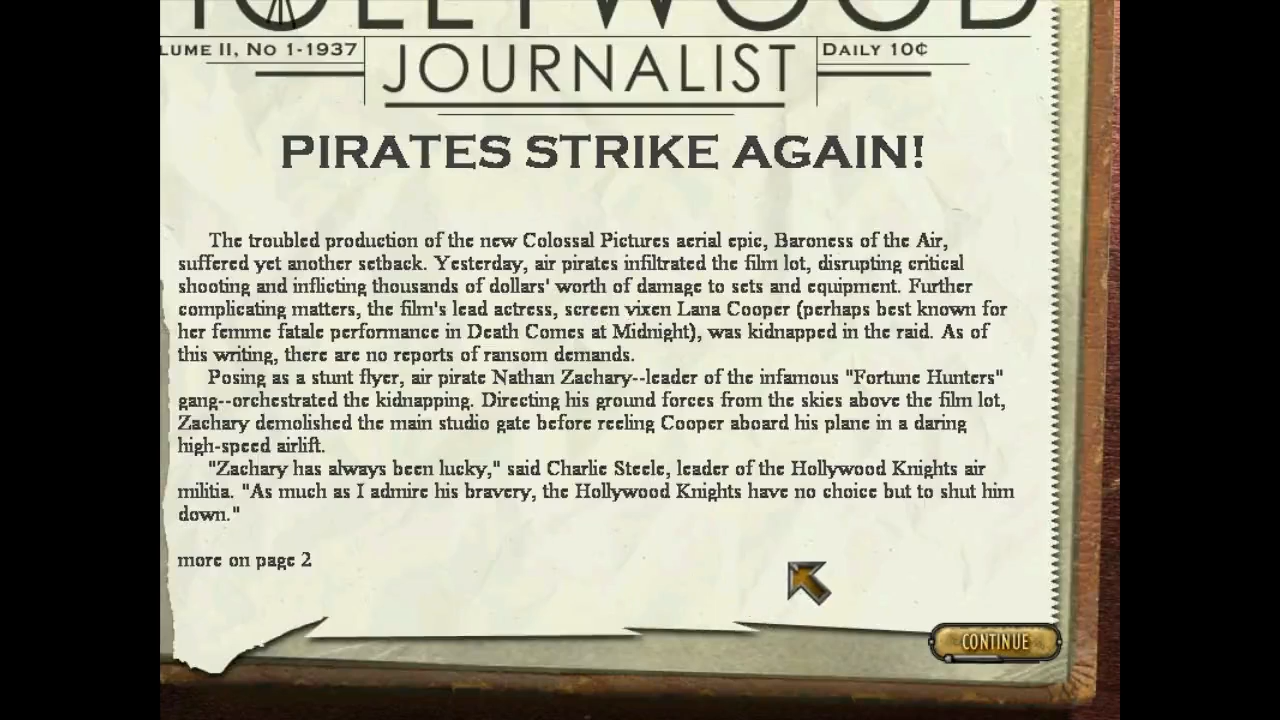 HOLLYWOOD
LUME II, NO 1-1937
DAILY 10¢
JOURNALIST
PIRATES STRIKE AGAIN!
The troubled production of the new Colossal Pictures aerial epic, Baroness of the Air,
suffered yet another setback. Yesterday, air pirates infiltrated the film lot, disrupting critical
shooting and inflicting thousands of dollars' worth of damage to sets and equipment. Further
complicating matters, the film's lead actress, screen vixen Lana Cooper (perhaps best known for
her femme fatale performance in Death Comes at Midnight), was kidnapped in the raid. As of
this writing, there are no reports of ransom demands.
Posing as a stunt flyer, air pirate Nathan Zachary--leader of the infamous "Fortune Hunters"
gang--orchestrated the kidnapping. Directing his ground forces from the skies above the film lot,
Zachary demolished the main studio gate before reeling Cooper aboard his plane in a daring
high-speed airlift.
"Zachary has always been lucky," said Charlie Steele, leader of the Hollywood Knights air
militia. "As much as I admire his bravery, the Hollywood Knights have no choice but to shut him
down."
more on page 2
CONTINUE